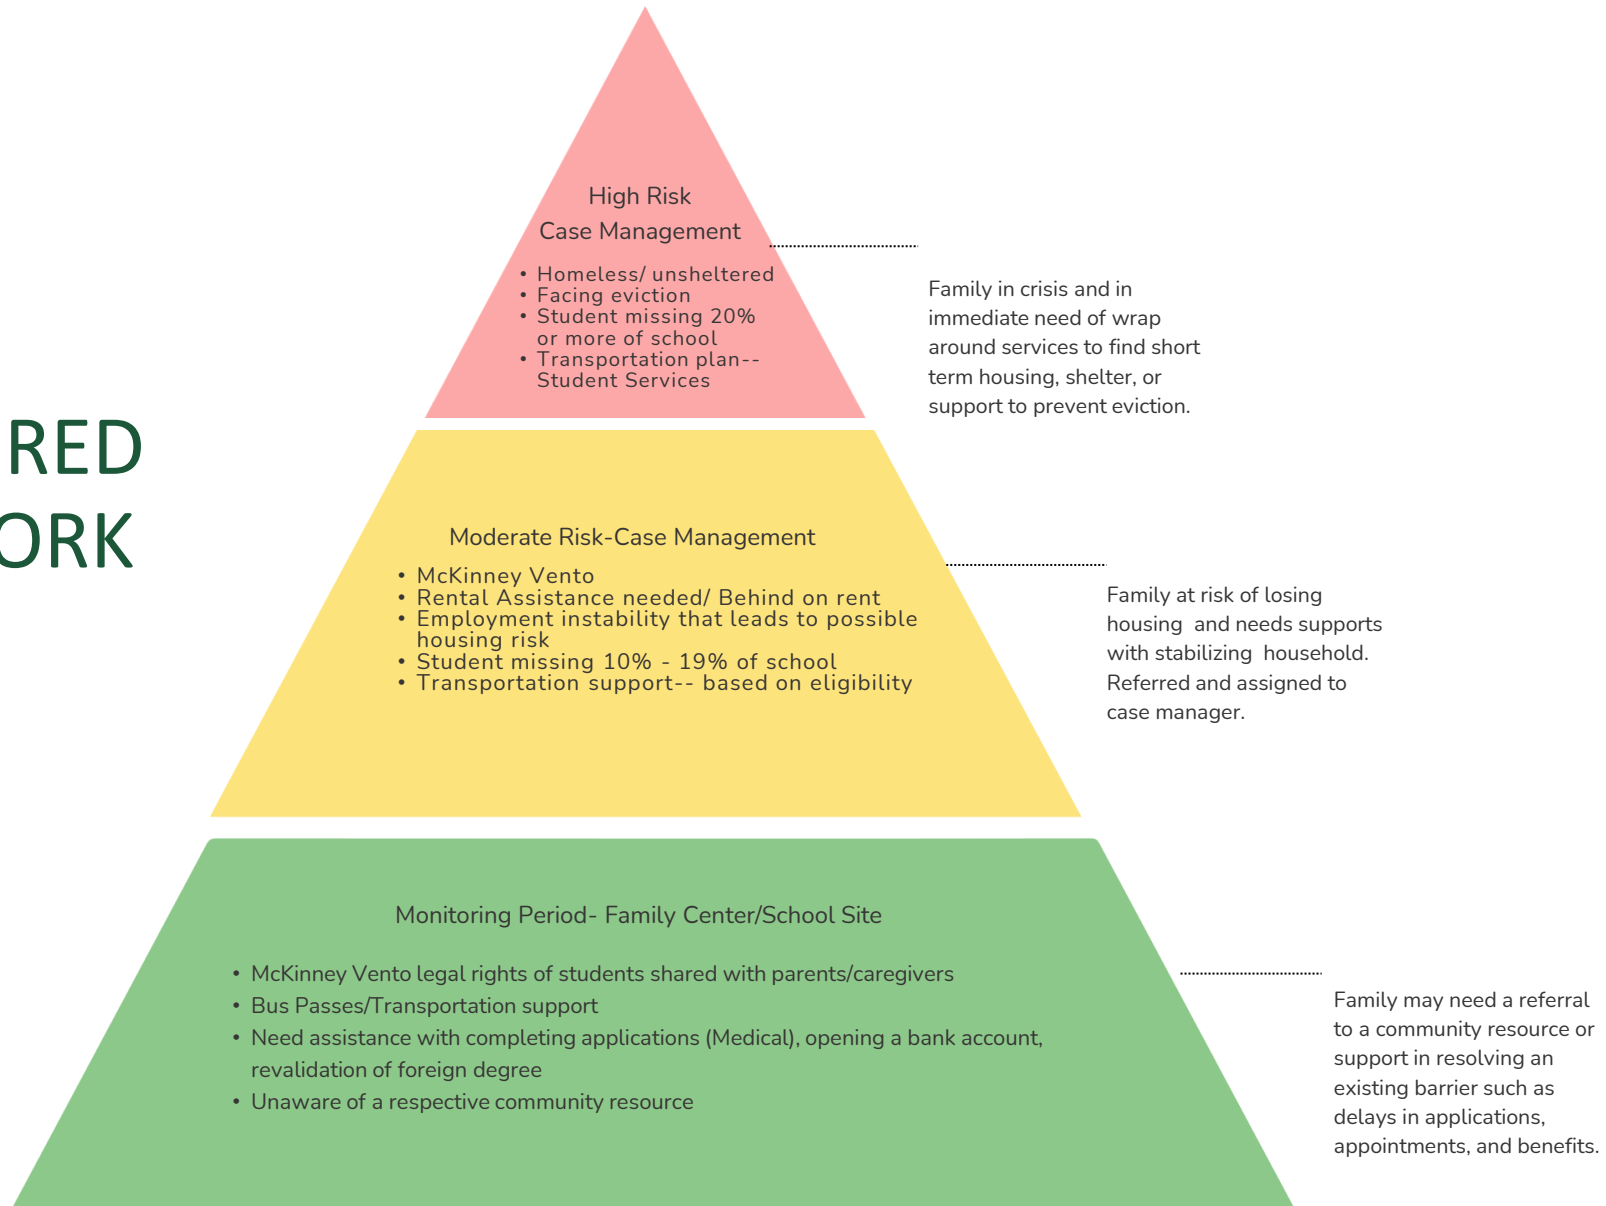 RED
ORK
High Risk
Case Management
• Homeless/ unsheltered
• Facing eviction
• Student missing 20%
or more of school
• Transportation plan--
Student Services
Family in crisis and in
immediate need of wrap
around services to find short
term housing, shelter, or
support to prevent eviction.
Moderate Risk-Case Management
• McKinney Vento
• Rental Assistance needed/ Behind on rent
• Employment instability that leads to possible
housing risk
• Student missing 10% - 19% of school
• Transportation support-- based on eligibility
Family at risk of losing
housing and needs supports
with stabilizing household.
Referred and assigned to
case manager.
Monitoring Period- Family Center/School Site
• McKinney Vento legal rights of students shared with parents/caregivers
• Bus Passes/Transportation support
• Need assistance with completing applications (Medical), opening a bank account,
revalidation of foreign degree
• Unaware of a respective community resource
Family may need a referral
to a community resource or
support in resolving an
existing barrier such as
delays in applications,
appointments, and benefits.